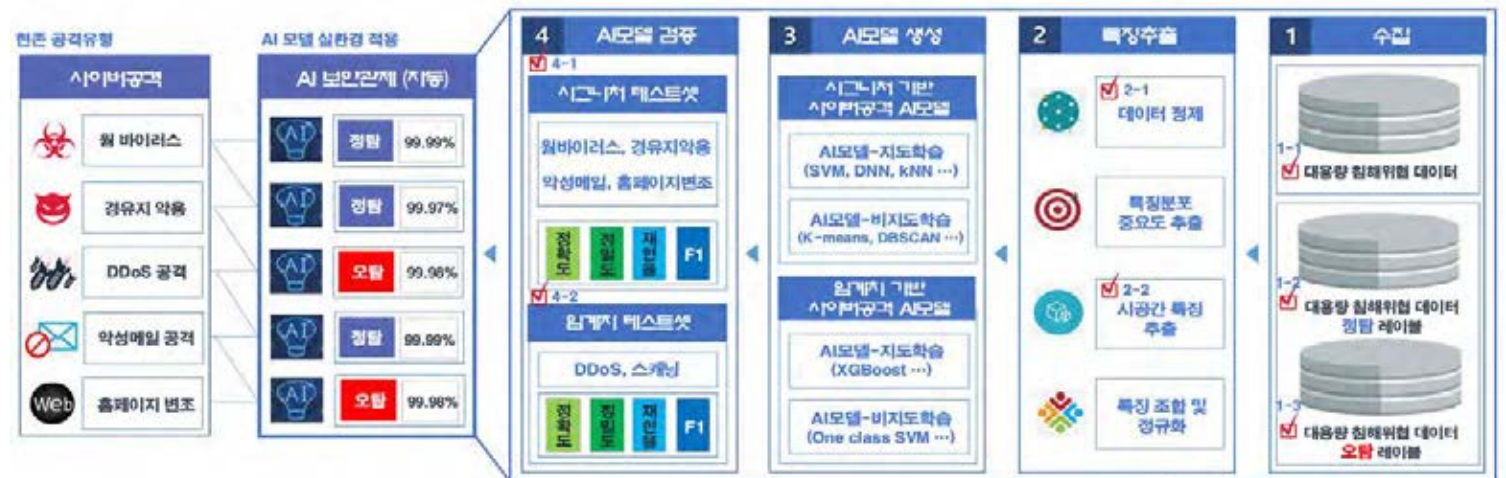 현존 공격유형
사이버공격
웜 바이러스
경유지 악용
DDoS 공격
악성메일 공격
Web
홈페이지 변조
AI 모델 실환경 적용
AI 보안관제 (자동)
AI 정탐 99.99%
AI 정탐 99.97%
AI 오탐 99.98%
AI 정탐 99.99%
AI 오탐 99.98%
4 AI모델 검증
4-1
시그니처 테스트셋
웜바이러스, 경유지악용
악성메일, 홈페이지변조
정확도 정밀도 재현율 F1
4-2
임계치 테스트셋
DDoS, 스캐닝
정확도 정밀도 재현율 F1
3 AI모델 생성
시그니처 기반
사이버공격 AI모델
AI모델-지도학습
(SVM, DNN, kNN ···)
AI모델-비지도학습
(K-means, DBSCAN ···)
임계치 기반
사이버공격 AI모델
AI모델-지도학습
(XGBoost ···)
AI모델-비지도학습
(One class SVM ···)
2 특징추출
2-1
데이터 정제
특징분포
중요도 추출
2-2
시공간 특징
추출
특징 조합 및
정규화
1 수집
1-1
대용량 침해위협 데이터
1-2
대용량 침해위협 데이터
정탐 레이블
1-3
대용량 침해위협 데이터
오탐 레이블